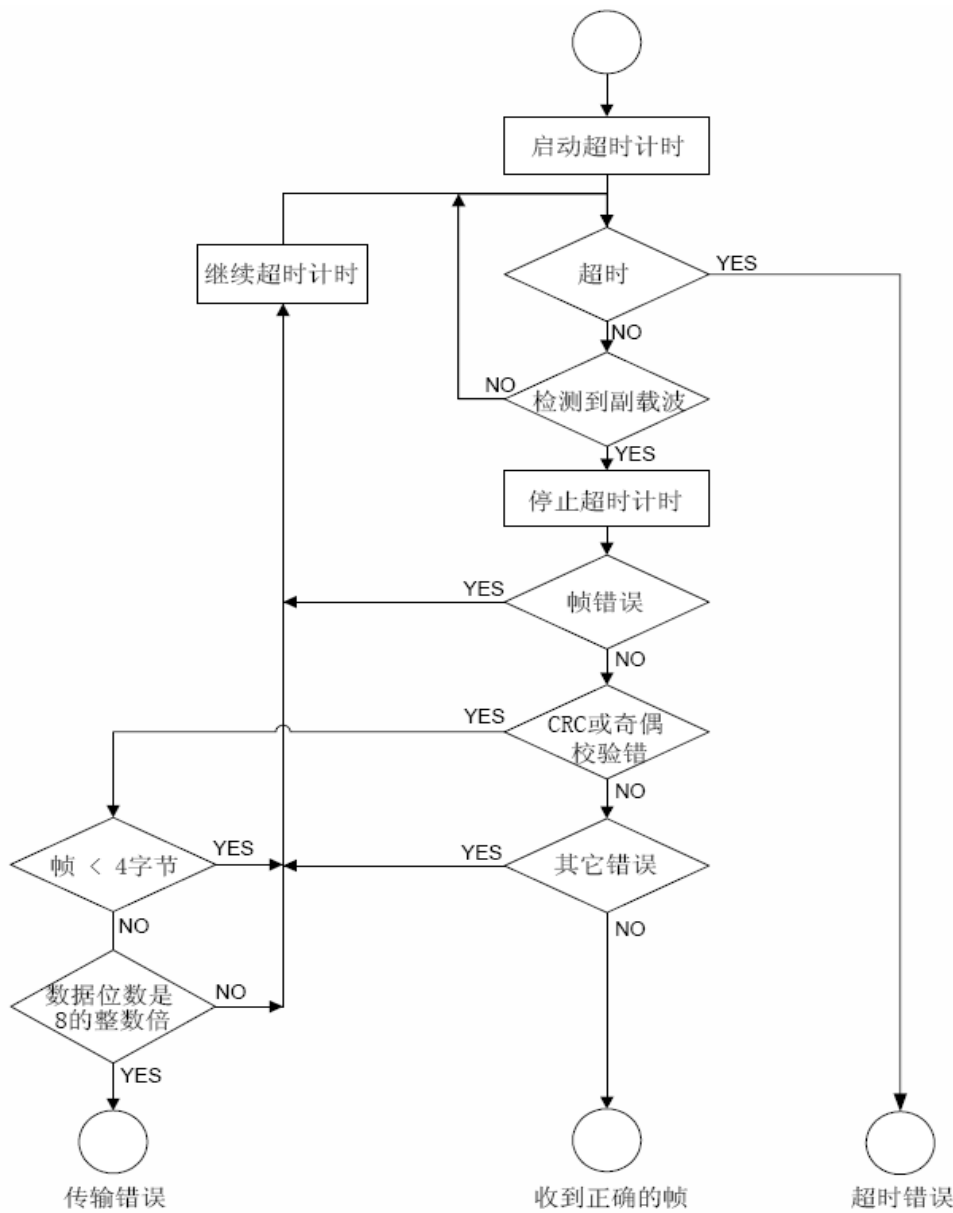 启动超时计时
继续超时计时
超时
YES
NO
NO
检测到副载波
YES
停止超时计时
YES
帧错误
NO
YES
CRC或奇偶
校验错
NO
帧 < 4字节
YES
YES
其它错误
NO
NO
数据位数是
8的整数倍
NO
YES
传输错误
收到正确的帧
超时错误